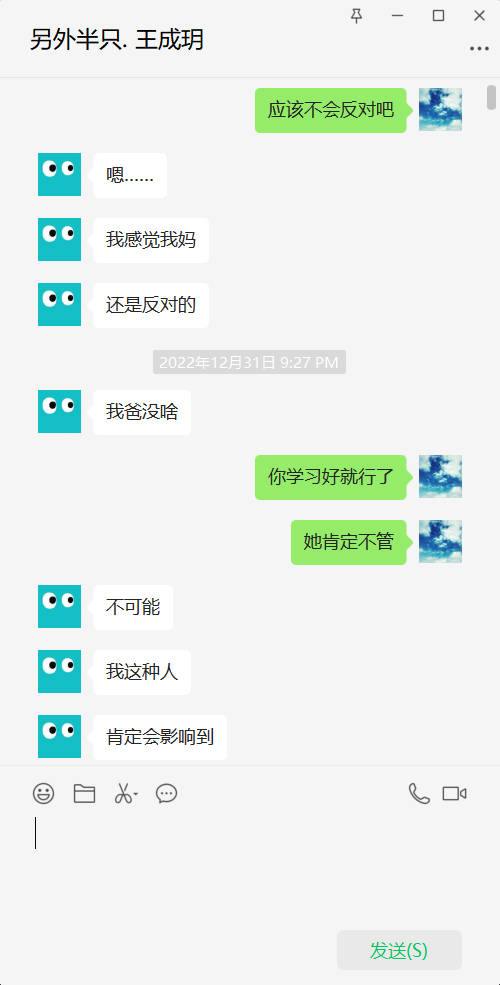 另外半只. 王成玥
应该不会反对吧
嗯......
我感觉我妈
还是反对的
2022年12月31日 9:27 PM
我爸没啥
你学习好就行了
她肯定不管
不可能
我这种人
肯定会影响到
发送(S)